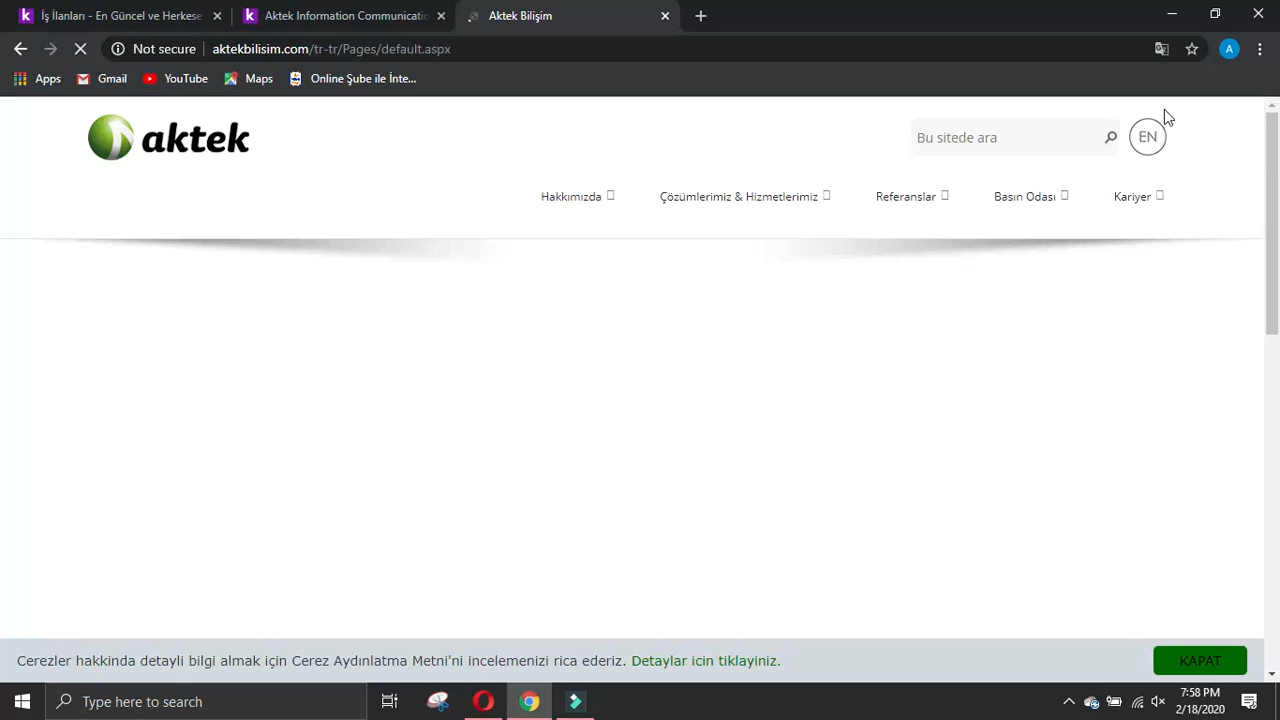 İş İlanları - En Güncel ve Herkese
Aktek Information Communicatio
Aktek Bilişim
Not secure
aktekbilisim.com/tr-tr/Pages/default.aspx
A
Apps
Gmail
YouTube
Maps
Online Şube ile İnte...
aktek
Bu sitede ara
EN
Hakkımızda
Çözümlerimiz & Hizmetlerimiz
Referanslar
Basın Odası
Kariyer
Cerezler hakkinda detayli bilgi almak için Cerez Aydınlatma Metni'ni incelemenizi rica ederiz. Detaylar icin tiklayiniz.
KAPAT
Type here to search
7:58 PM
2/18/2020